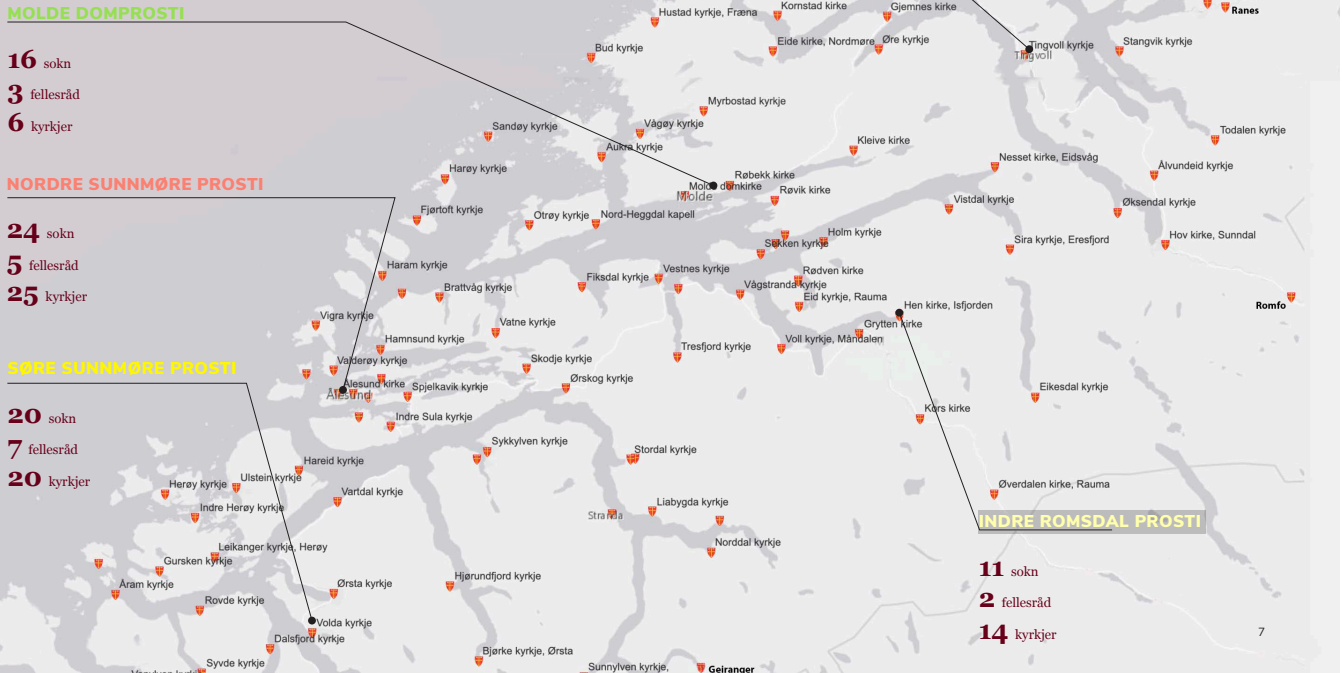 MOLDE DOMPROSTI
16 sokn
3 fellesråd
6 kyrkjer
NORDRE SUNNMØRE PROSTI
24 sokn
5 fellesråd
25 kyrkjer
SØRE SUNNMØRE PROSTI
20 sokn
7 fellesråd
20 kyrkjer
INDRE ROMSDAL PROSTI
11 sokn
2 fellesråd
14 kyrkjer
Hustad kyrkje, Fræna
Kornstad kirke
Gjemnes kirke
Ranes
Bud kyrkje
Eide kirke, Nordmøre
Øre kyrkje
Tingvoll kyrkje
Tingvoll
Stangvik kyrkje
Myrbostad kyrkje
Sandøy kyrkje
Vågøy kyrkje
Todalen kyrkje
Aukra kyrkje
Kleive kirke
Harøy kyrkje
Røbekk kirke
Nesset kirke, Eidsvåg
Ålvundeid kyrkje
Molde domkirke
Molde
Røvik kirke
Fjørtoft kyrkje
Otrøy kyrkje
Nord-Heggdal kapell
Vistdal kyrkje
Øksendal kyrkje
Holm kyrkje
Sekken kyrkje
Sira kyrkje, Eresfjord
Hov kirke, Sunndal
Haram kyrkje
Brattvåg kyrkje
Fiksdal kyrkje
Vestnes kyrkje
Rødven kirke
Vågstranda kyrkje
Eid kyrkje, Rauma
Hen kirke, Isfjorden
Romfo
Vigra kyrkje
Vatne kyrkje
Grytten kirke
Hamnsund kyrkje
Tresfjord kyrkje
Voll kyrkje, Måndalen
Valderøy kyrkje
Skodje kyrkje
Ålesund kirke
Ålesund
Spjelkavik kyrkje
Ørskog kyrkje
Eikesdal kyrkje
Indre Sula kyrkje
Kors kirke
Sykkylven kyrkje
Stordal kyrkje
Hareid kyrkje
Herøy kyrkje
Ulstein kyrkje
Vartdal kyrkje
Øverdalen kirke, Rauma
Indre Herøy kyrkje
Stranda
Liabygda kyrkje
Norddal kyrkje
Leikanger kyrkje, Herøy
Gursken kyrkje
Åram kyrkje
Ørsta kyrkje
Hjørundfjord kyrkje
Rovde kyrkje
Volda kyrkje
Dalsfjord kyrkje
Bjørke kyrkje, Ørsta
Syvde kyrkje
Sunnylven kyrkje,
Geiranger
7